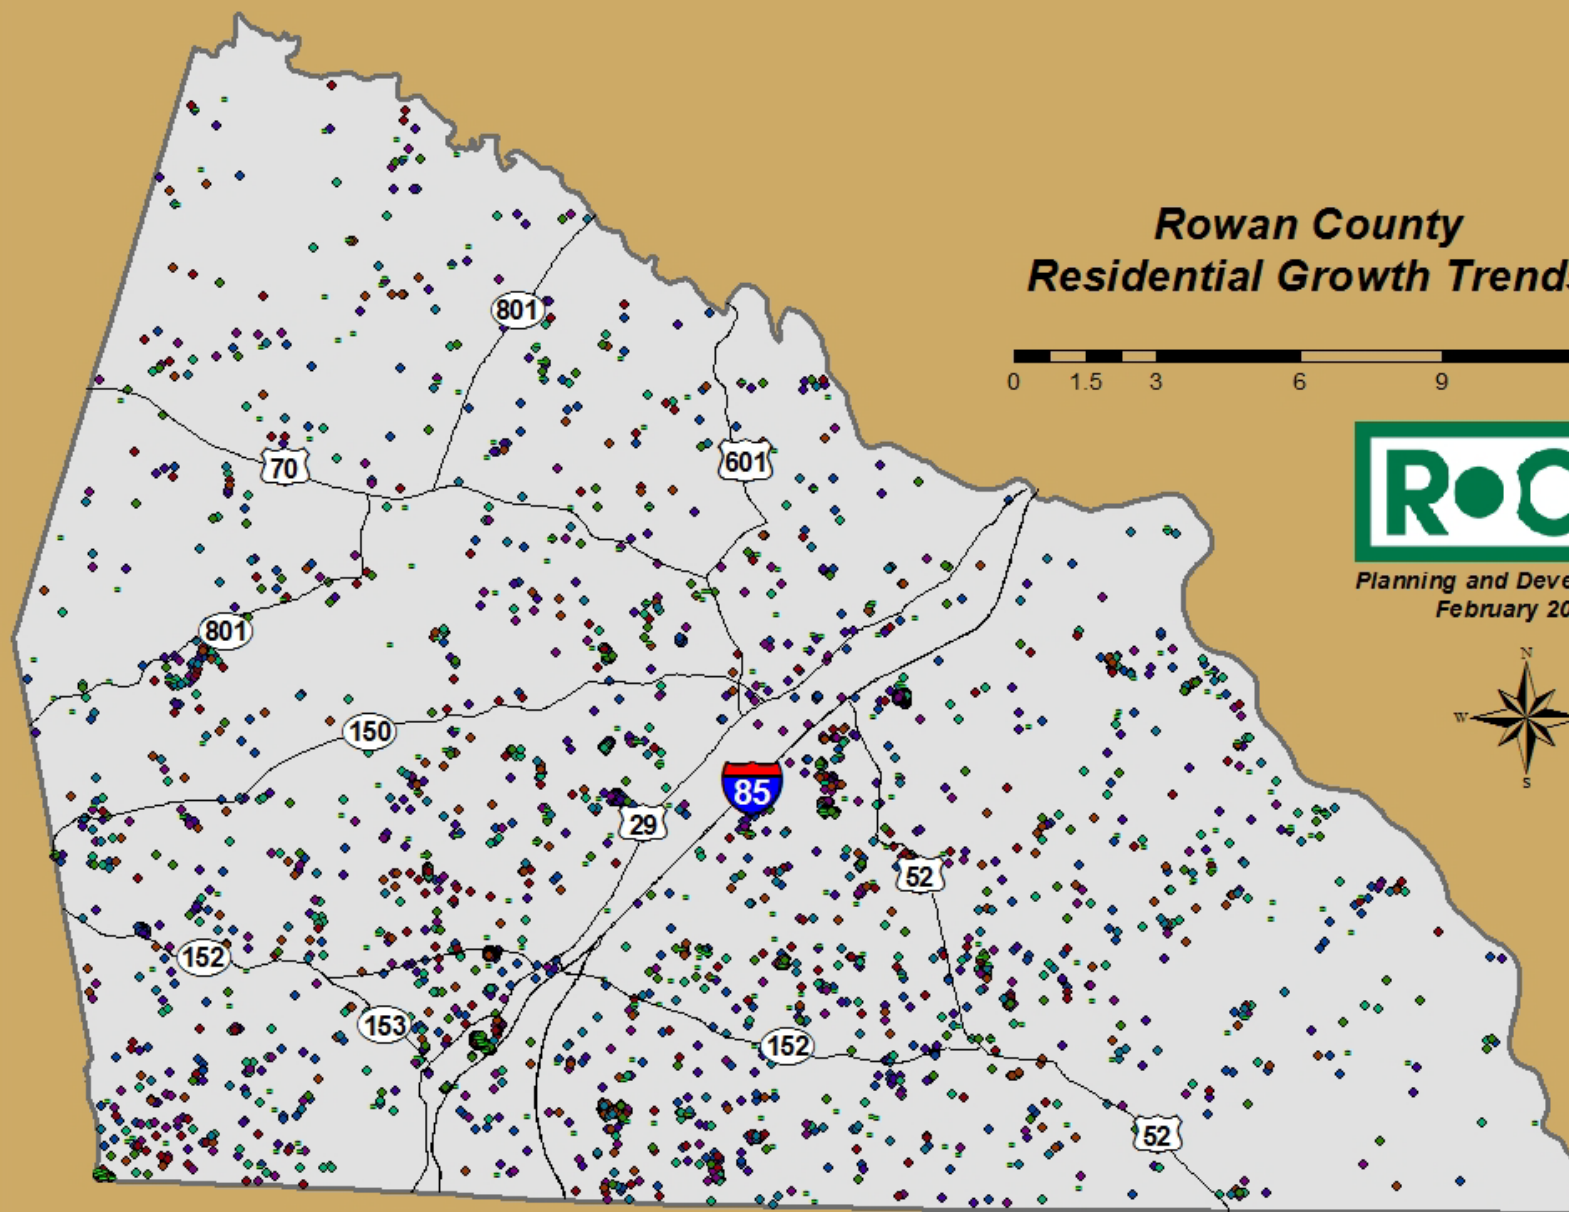 Rowan County
Residential Growth Trends
0 1.5 3 6 9
R●C
Planning and Deve
February 20
N
W
S
801
601
70
801
150
85
29
52
152
153
152
52